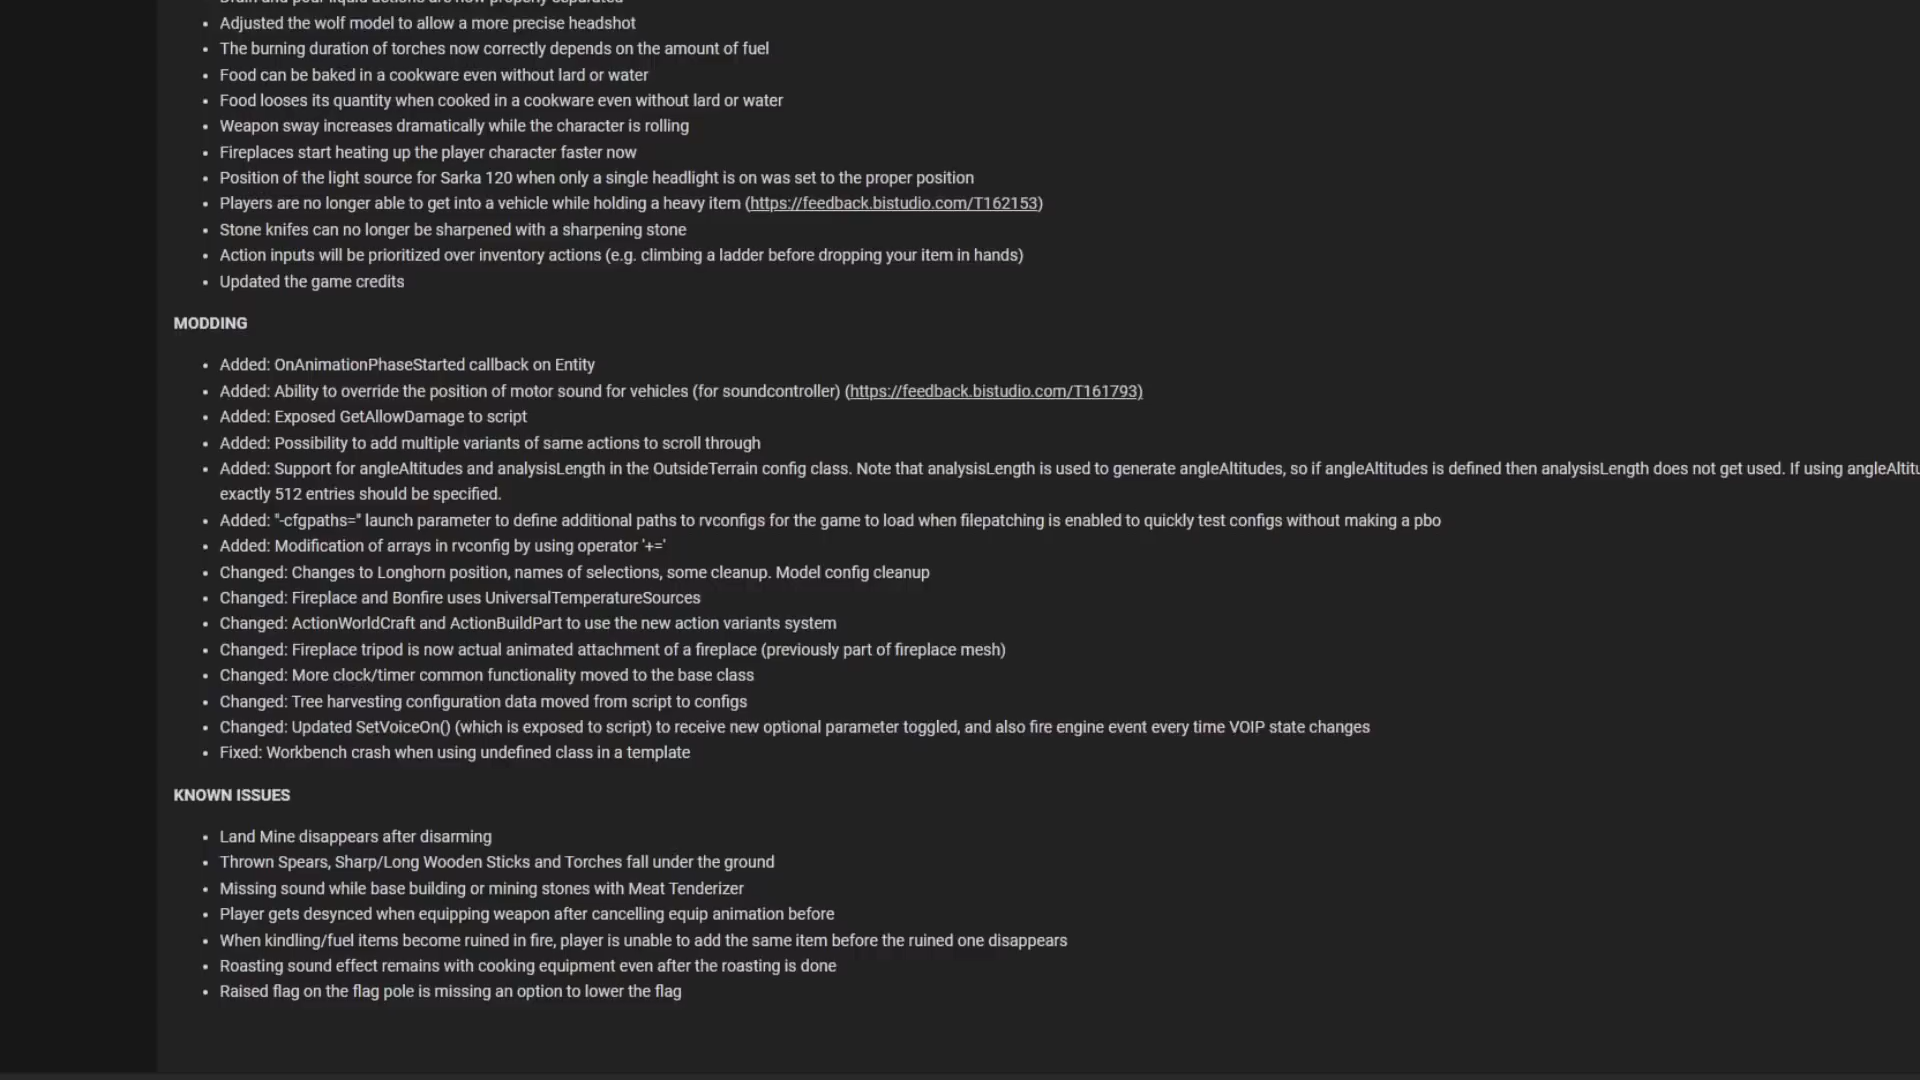 Drain and pour liquid actions are now properly separated
Adjusted the wolf model to allow a more precise headshot
The burning duration of torches now correctly depends on the amount of fuel
Food can be baked in a cookware even without lard or water
Food looses its quantity when cooked in a cookware even without lard or water
Weapon sway increases dramatically while the character is rolling
Fireplaces start heating up the player character faster now
Position of the light source for Sarka 120 when only a single headlight is on was set to the proper position
Players are no longer able to get into a vehicle while holding a heavy item (https://feedback.bistudio.com/T162153)
Stone knifes can no longer be sharpened with a sharpening stone
Action inputs will be prioritized over inventory actions (e.g. climbing a ladder before dropping your item in hands)
Updated the game credits
MODDING
Added: OnAnimationPhaseStarted callback on Entity
Added: Ability to override the position of motor sound for vehicles (for soundcontroller) (https://feedback.bistudio.com/T161793)
Added: Exposed GetAllowDamage to script
Added: Possibility to add multiple variants of same actions to scroll through
Added: Support for angleAltitudes and analysisLength in the OutsideTerrain config class. Note that analysisLength is used to generate angleAltitudes, so if angleAltitudes is defined then analysisLength does not get used. If using angleAltitu
exactly 512 entries should be specified.
Added: "-cfgpaths=" launch parameter to define additional paths to rvconfigs for the game to load when filepatching is enabled to quickly test configs without making a pbo
Added: Modification of arrays in rvconfig by using operator '+='
Changed: Changes to Longhorn position, names of selections, some cleanup. Model config cleanup
Changed: Fireplace and Bonfire uses UniversalTemperatureSources
Changed: ActionWorldCraft and ActionBuildPart to use the new action variants system
Changed: Fireplace tripod is now actual animated attachment of a fireplace (previously part of fireplace mesh)
Changed: More clock/timer common functionality moved to the base class
Changed: Tree harvesting configuration data moved from script to configs
Changed: Updated SetVoiceOn() (which is exposed to script) to receive new optional parameter toggled, and also fire engine event every time VOIP state changes
Fixed: Workbench crash when using undefined class in a template
KNOWN ISSUES
Land Mine disappears after disarming
Thrown Spears, Sharp/Long Wooden Sticks and Torches fall under the ground
Missing sound while base building or mining stones with Meat Tenderizer
Player gets desynced when equipping weapon after cancelling equip animation before
When kindling/fuel items become ruined in fire, player is unable to add the same item before the ruined one disappears
Roasting sound effect remains with cooking equipment even after the roasting is done
Raised flag on the flag pole is missing an option to lower the flag